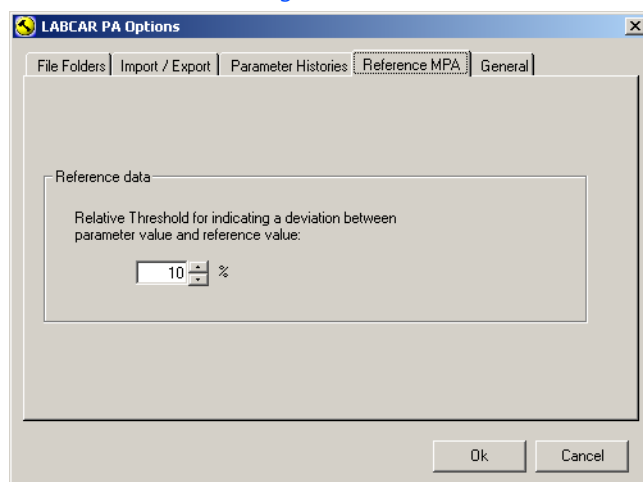 LABCAR PA Options
File Folders Import / Export Parameter Histories Reference MPA General
Reference data
Relative Threshold for indicating a deviation between
parameter value and reference value:
10 %
Ok Cancel